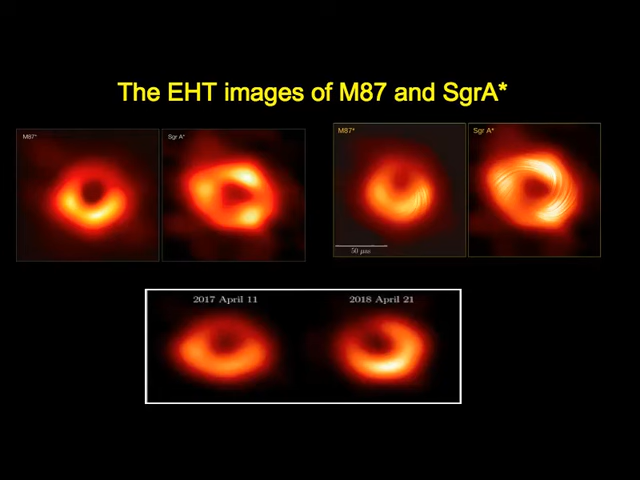 The EHT images of M87 and SgrA*
M87*
Sgr A*
M87*
Sgr A*
50 μas
2017 April 11
2018 April 21